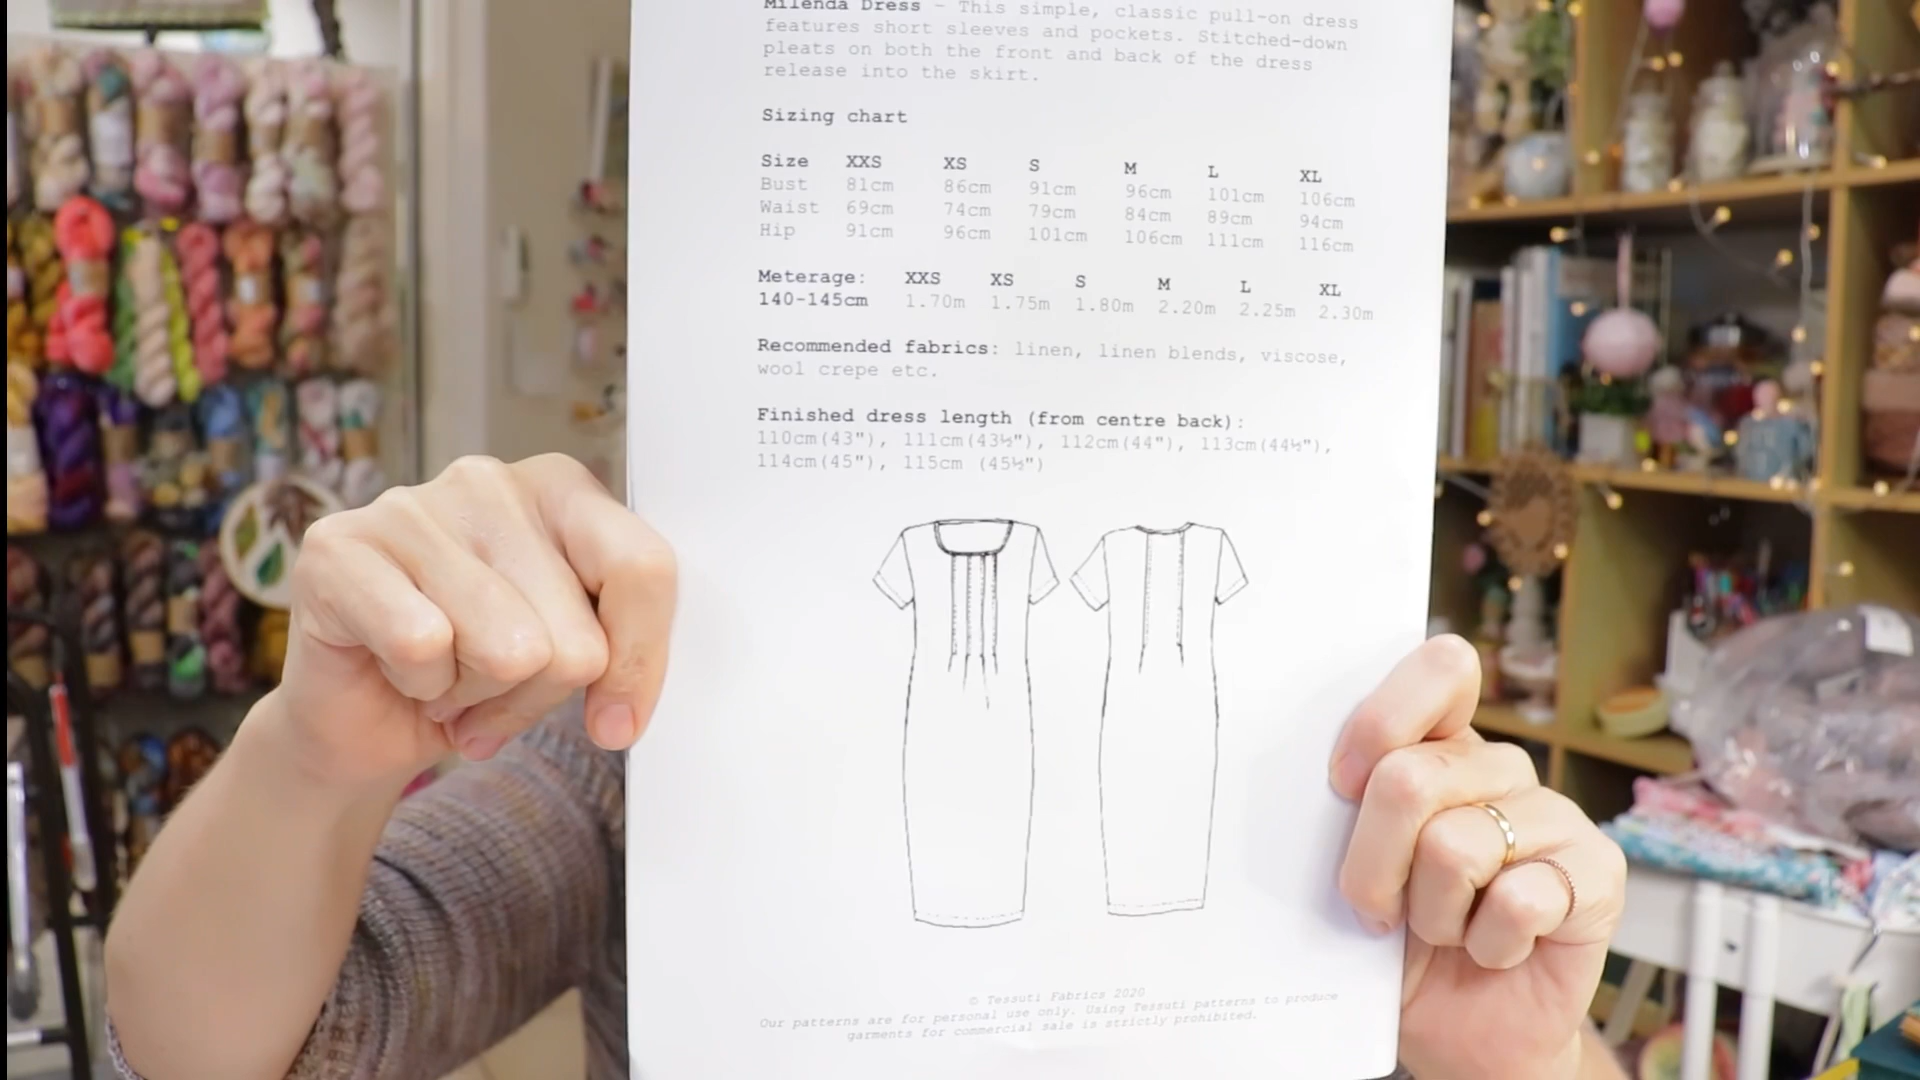 Milenda Dress – This simple, classic pull-on dress
features short sleeves and pockets. Stitched-down
pleats on both the front and back of the dress
release into the skirt.
Sizing chart
Size XXS XS S M L XL
Bust 81cm 86cm 91cm 96cm 101cm 106cm
Waist 69cm 74cm 79cm 84cm 89cm 94cm
Hip 91cm 96cm 101cm 106cm 111cm 116cm
Meterage: XXS XS S M L XL
140-145cm 1.70m 1.75m 1.80m 2.20m 2.25m 2.30m
Recommended fabrics: linen, linen blends, viscose,
wool crepe etc.
Finished dress length (from centre back):
110cm(43"), 111cm(43½"), 112cm(44"), 113cm(44½"),
114cm(45"), 115cm (45½")
© Tessuti Fabrics 2020
Our patterns are for personal use only. Using Tessuti patterns to produce
garments for commercial sale is strictly prohibited.